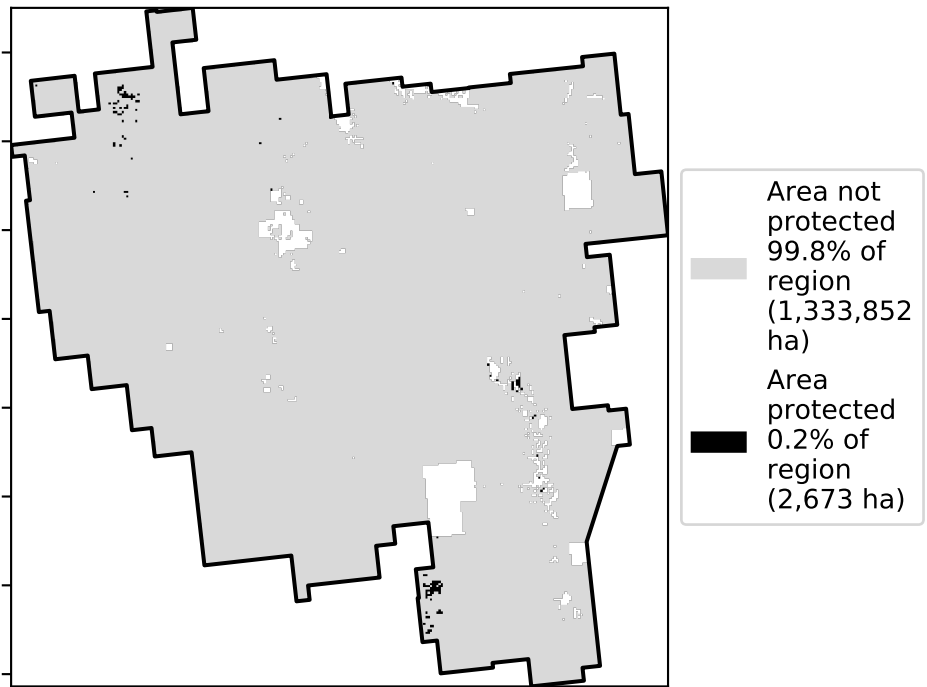 Area not
protected
99.8% of
region
(1,333,852
ha)
Area
protected
0.2% of
region
(2,673 ha)